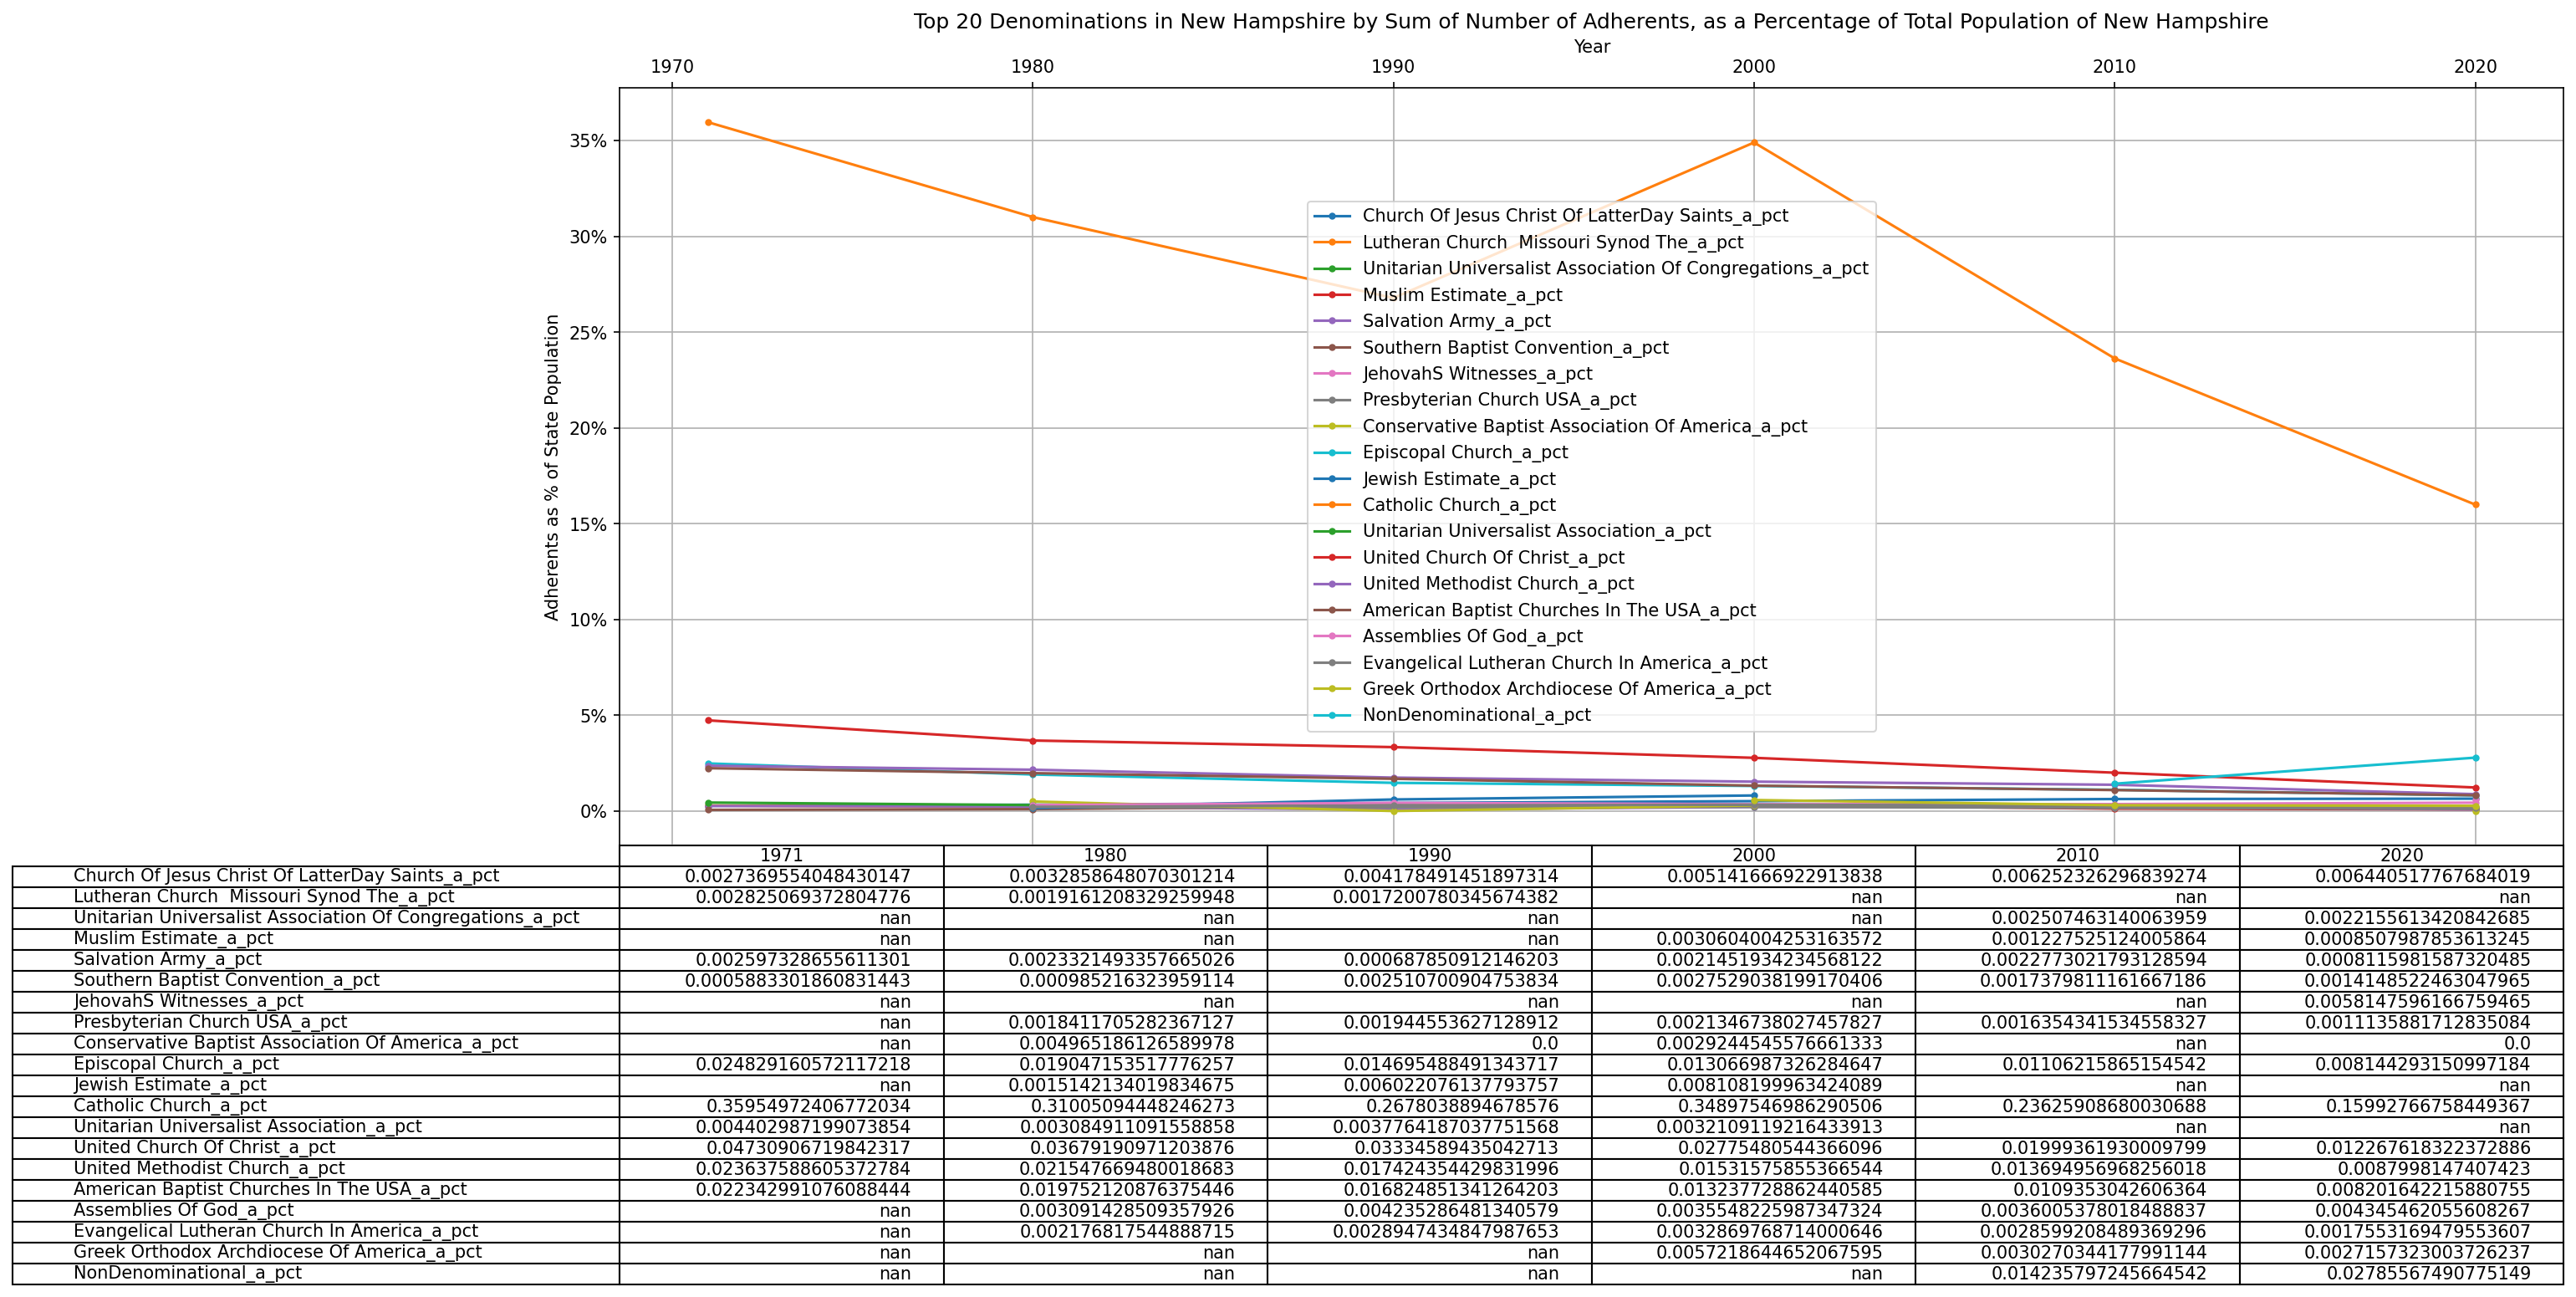 Top 20 Denominations in New Hampshire by Sum of Number of Adherents, as a Percentage of Total Population of New Hampshire
Year
1970 1980 1990 2000 2010 2020
35%
30%
25%
20%
15%
10%
5%
0%
Adherents as % of State Population
Church Of Jesus Christ Of LatterDay Saints_a_pct
Lutheran Church  Missouri Synod The_a_pct
Unitarian Universalist Association Of Congregations_a_pct
Muslim Estimate_a_pct
Salvation Army_a_pct
Southern Baptist Convention_a_pct
JehovahS Witnesses_a_pct
Presbyterian Church USA_a_pct
Conservative Baptist Association Of America_a_pct
Episcopal Church_a_pct
Jewish Estimate_a_pct
Catholic Church_a_pct
Unitarian Universalist Association_a_pct
United Church Of Christ_a_pct
United Methodist Church_a_pct
American Baptist Churches In The USA_a_pct
Assemblies Of God_a_pct
Evangelical Lutheran Church In America_a_pct
Greek Orthodox Archdiocese Of America_a_pct
NonDenominational_a_pct
1971 1980 1990 2000 2010 2020
Church Of Jesus Christ Of LatterDay Saints_a_pct 0.0027369554048430147 0.0032858648070301214 0.004178491451897314 0.005141666922913838 0.006252326296839274 0.006440517767684019
Lutheran Church  Missouri Synod The_a_pct 0.002825069372804776 0.0019161208329259948 0.0017200780345674382 nan nan nan
Unitarian Universalist Association Of Congregations_a_pct nan nan nan nan 0.002507463140063959 0.0022155613420842685
Muslim Estimate_a_pct nan nan nan 0.0030604004253163572 0.001227525124005864 0.0008507987853613245
Salvation Army_a_pct 0.002597328655611301 0.0023321493357665026 0.000687850912146203 0.0021451934234568122 0.0022773021793128594 0.0008115981587320485
Southern Baptist Convention_a_pct 0.0005883301860831443 0.000985216323959114 0.002510700904753834 0.0027529038199170406 0.0017379811161667186 0.0014148522463047965
JehovahS Witnesses_a_pct nan nan nan nan nan 0.0058147596166759465
Presbyterian Church USA_a_pct nan 0.0018411705282367127 0.001944553627128912 0.0021346738027457827 0.0016354341534558327 0.0011135881712835084
Conservative Baptist Association Of America_a_pct nan 0.004965186126589978 0.0 0.0029244545576661333 nan 0.0
Episcopal Church_a_pct 0.024829160572117218 0.019047153517776257 0.014695488491343717 0.013066987326284647 0.01106215865154542 0.008144293150997184
Jewish Estimate_a_pct nan 0.0015142134019834675 0.006022076137793757 0.008108199963424089 nan nan
Catholic Church_a_pct 0.359549724067720​34 0.31005094448246273 0.2678038894678576 0.34897546986290506 0.23625908680030688 0.15992766758449367
Unitarian Universalist Association_a_pct 0.004402987199073854 0.003084911091558858 0.0037764187037751568 0.0032109119216433913 nan nan
United Church Of Christ_a_pct 0.04730906719842317 0.03679190971203876 0.03334589435042713 0.02775480544366096 0.01999361930009799 0.012267618322372886
United Methodist Church_a_pct 0.023637588605372784 0.021547669480018683 0.017424354429831996 0.01531575855366544 0.013694956968256018 0.0087998147407423
American Baptist Churches In The USA_a_pct 0.022342991076088444 0.019752120876375446 0.016824851341264203 0.013237728862440585 0.0109353042606364 0.008201642215880755
Assemblies Of God_a_pct nan 0.003091428509357926 0.004235286481340579 0.0035548225987347324 0.0036005378018488837 0.004345462055608267
Evangelical Lutheran Church In America_a_pct nan 0.002176817544888715 0.0028947434847987653 0.0032869768714000646 0.0028599208489369296 0.0017553169479553607
Greek Orthodox Archdiocese Of America_a_pct nan nan nan 0.0057218644652067595 0.0030270344177991144 0.0027157323003726237
NonDenominational_a_pct nan nan nan nan 0.014235797245664542 0.02785567490775149